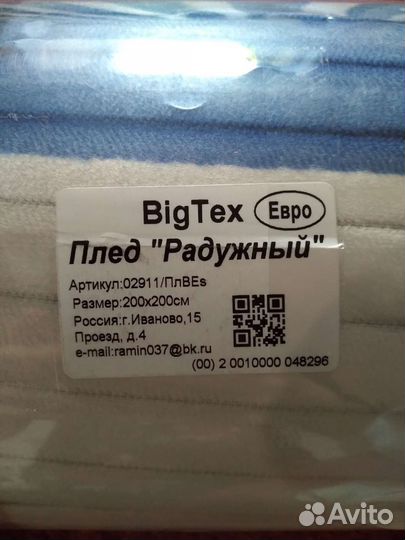 BigTex Евро
Плед "Радужный"
Артикул:02911/ПлВЕs
Размер:200x200см
Россия:г.Иваново,15
Проезд, д.4
e-mail:ramin037@bk.ru
(00) 2 0010000 048296
Avito